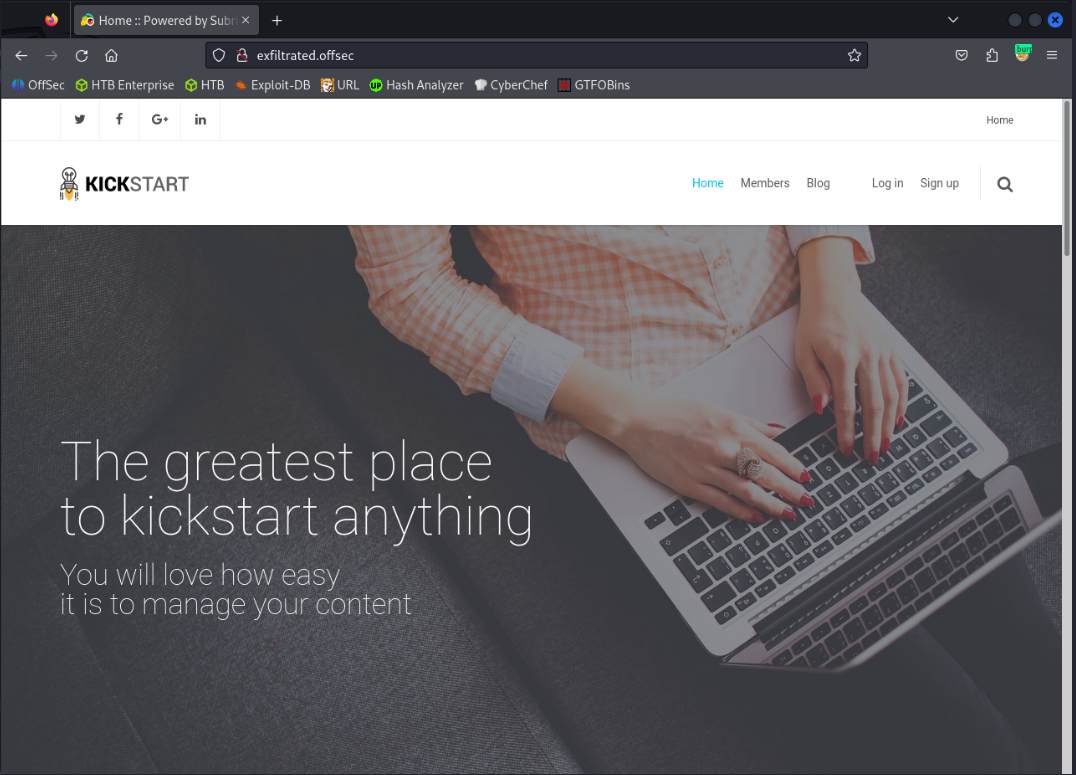 Home :: Powered by Subri
exfiltrated.offsec
burp
OffSec HTB Enterprise HTB Exploit-DB URL Hash Analyzer CyberChef GTFOBins
G+ in Home
KICKSTART Home Members Blog Log in Sign up
The greatest place
to kickstart anything
You will love how easy
it is to manage your content